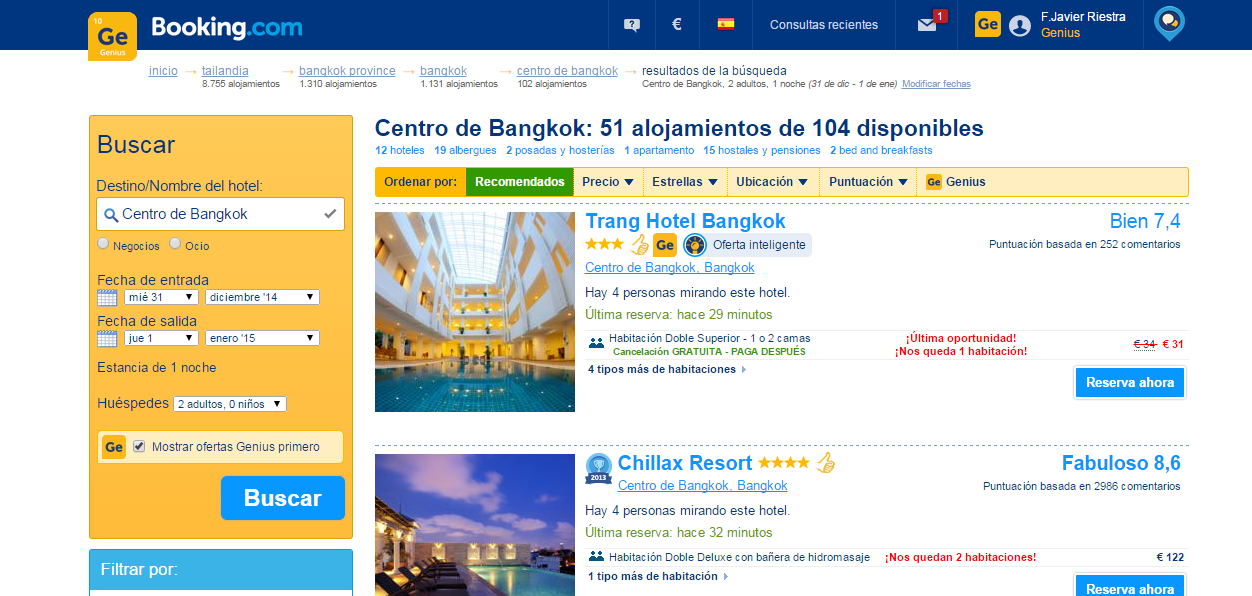 10
Ge
Genius
Booking.com
€
Consultas recientes
1
Ge
F.Javier Riestra
Genius
inicio → tailandia → bangkok province → bangkok → centro de bangkok → resultados de la búsqueda
8.755 alojamientos 1.310 alojamientos 1.131 alojamientos 102 alojamientos Centro de Bangkok, 2 adultos, 1 noche (31 de dic - 1 de ene) Modificar fechas
Buscar
Destino/Nombre del hotel:
Centro de Bangkok
Negocios Ocio
Fecha de entrada
mié 31 diciembre '14
Fecha de salida
jue 1 enero '15
Estancia de 1 noche
Huéspedes 2 adultos, 0 niños
Ge Mostrar ofertas Genius primero
Buscar
Filtrar por:
Centro de Bangkok: 51 alojamientos de 104 disponibles
12 hoteles 19 albergues 2 posadas y hosterías 1 apartamento 15 hostales y pensiones 2 bed and breakfasts
Ordenar por: Recomendados Precio Estrellas Ubicación Puntuación Ge Genius
Trang Hotel Bangkok Bien 7,4
Ge Oferta inteligente Puntuación basada en 252 comentarios
Centro de Bangkok, Bangkok
Hay 4 personas mirando este hotel.
Última reserva: hace 29 minutos
Habitación Doble Superior - 1 o 2 camas ¡Última oportunidad!
Cancelación GRATUITA - PAGA DESPUÉS ¡Nos queda 1 habitación! € 34 € 31
4 tipos más de habitaciones
Reserva ahora
2013
Chillax Resort Fabuloso 8,6
Centro de Bangkok, Bangkok Puntuación basada en 2986 comentarios
Hay 4 personas mirando este hotel.
Última reserva: hace 32 minutos
Habitación Doble Deluxe con bañera de hidromasaje ¡Nos quedan 2 habitaciones! € 122
1 tipo más de habitación
Reserva ahora